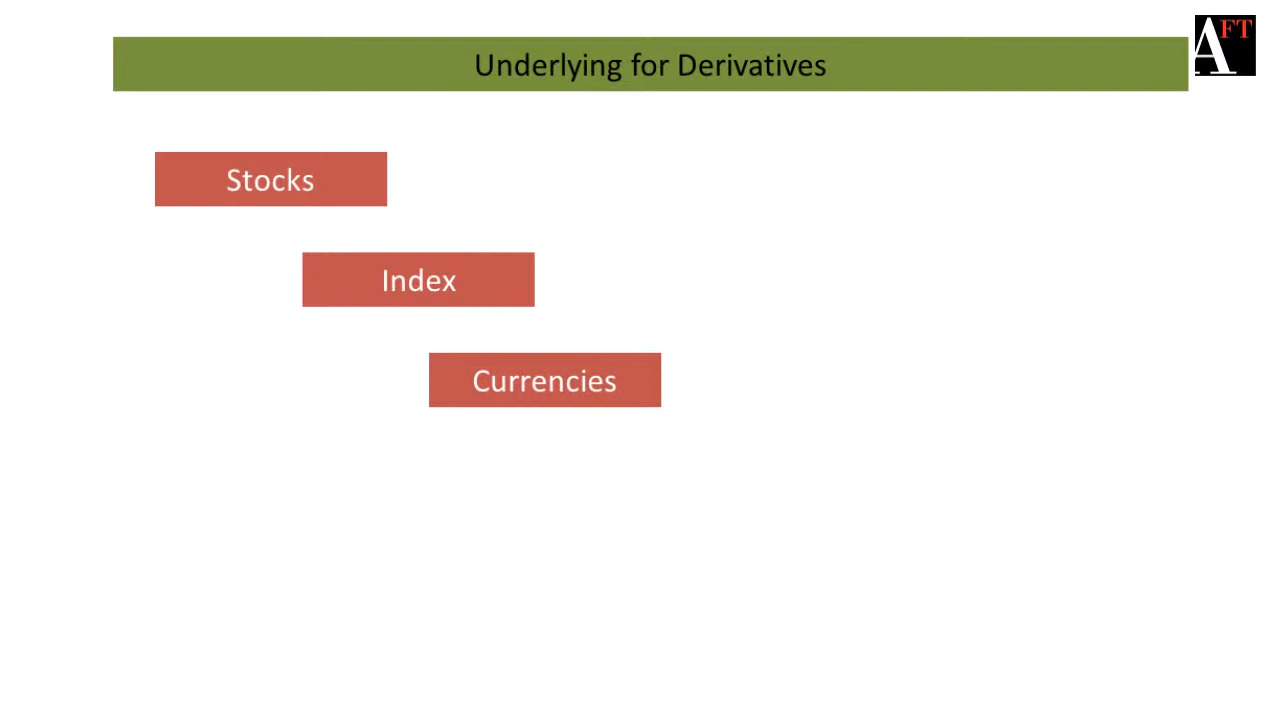 AFT
Underlying for Derivatives
Stocks
Index
Currencies